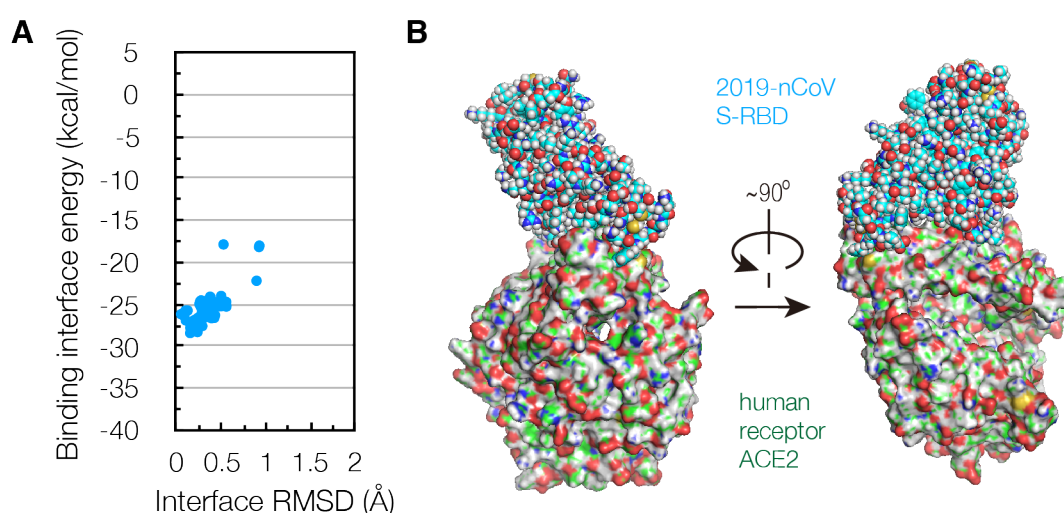 A
B
Binding interface energy (kcal/mol)
5
0
-5
-10
-15
-20
-25
-30
-35
-40
0 0.5 1 1.5 2
Interface RMSD (Å)
2019-nCoV
S-RBD
~90º
human
receptor
ACE2